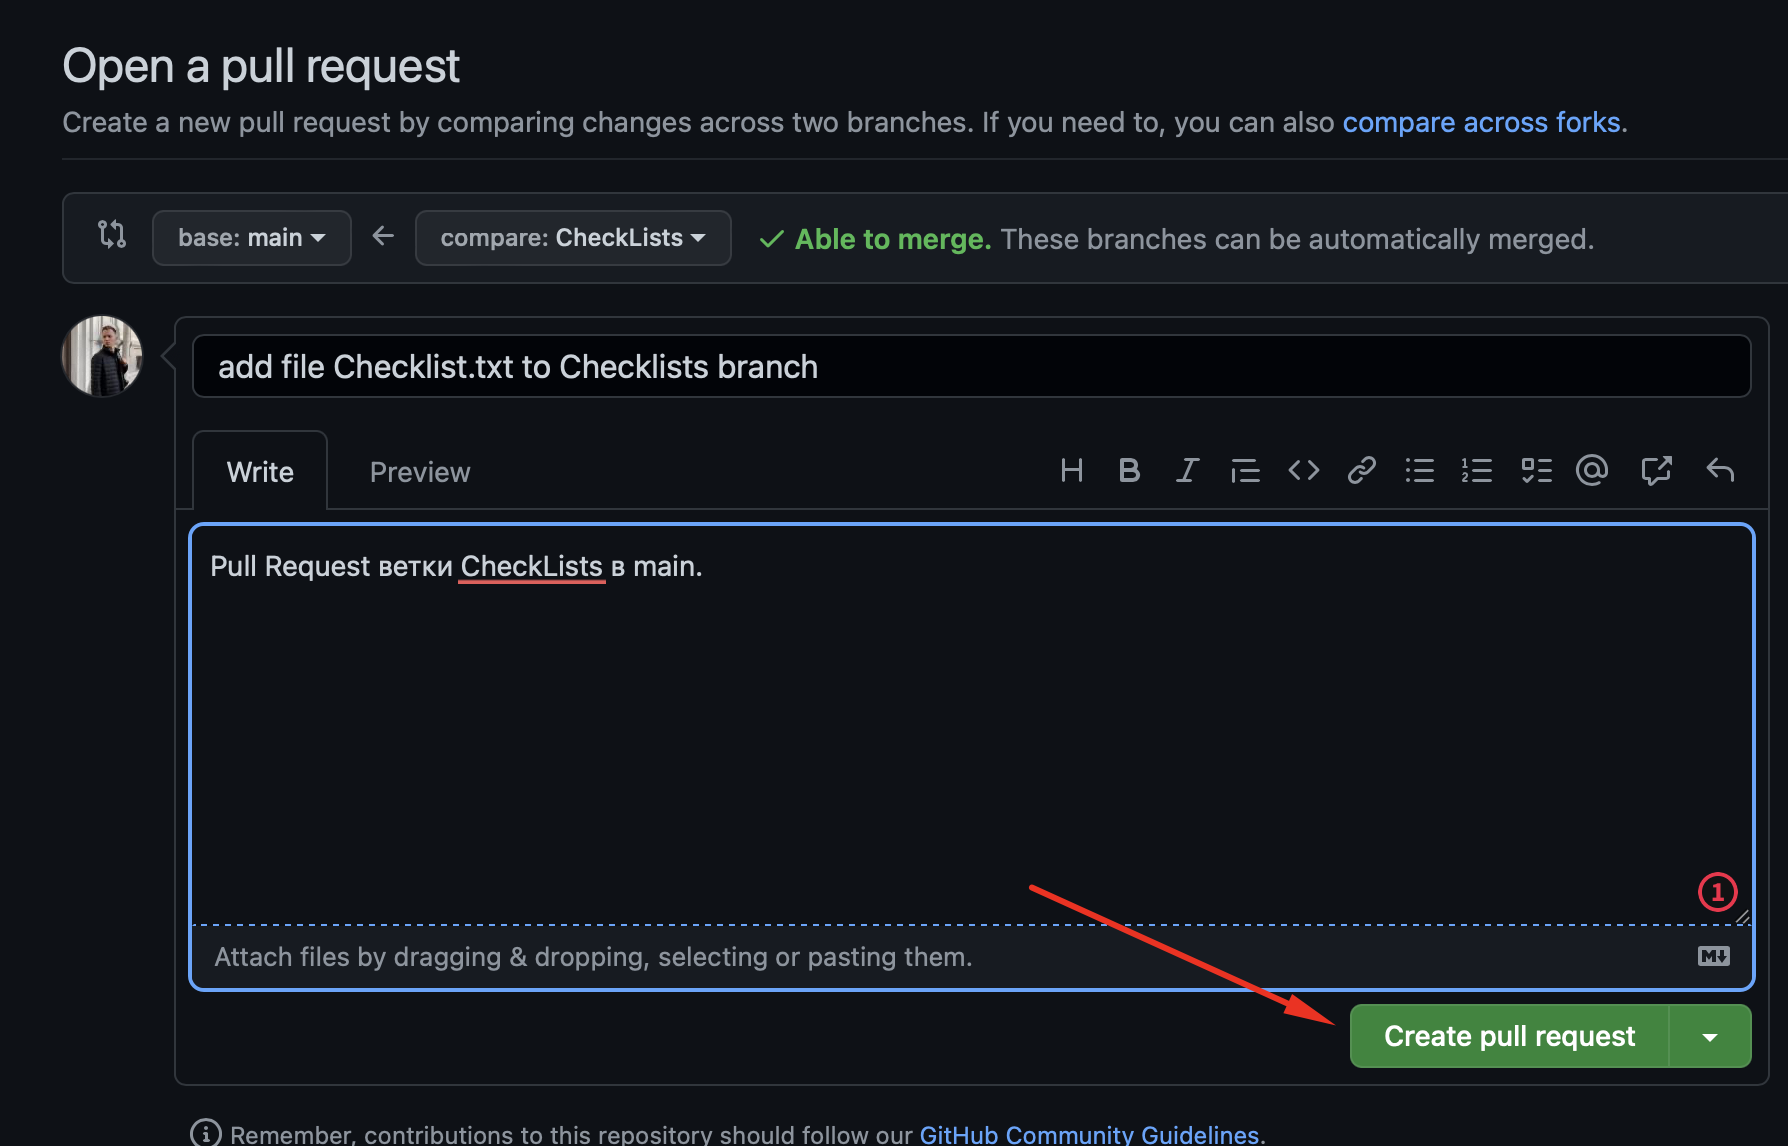 Open a pull request
Create a new pull request by comparing changes across two branches. If you need to, you can also compare across forks.
base: main compare: CheckLists Able to merge. These branches can be automatically merged.
add file Checklist.txt to Checklists branch
Write Preview
Pull Request ветки CheckLists в main.
1
Attach files by dragging & dropping, selecting or pasting them.
Create pull request
Remember, contributions to this repository should follow our GitHub Community Guidelines.